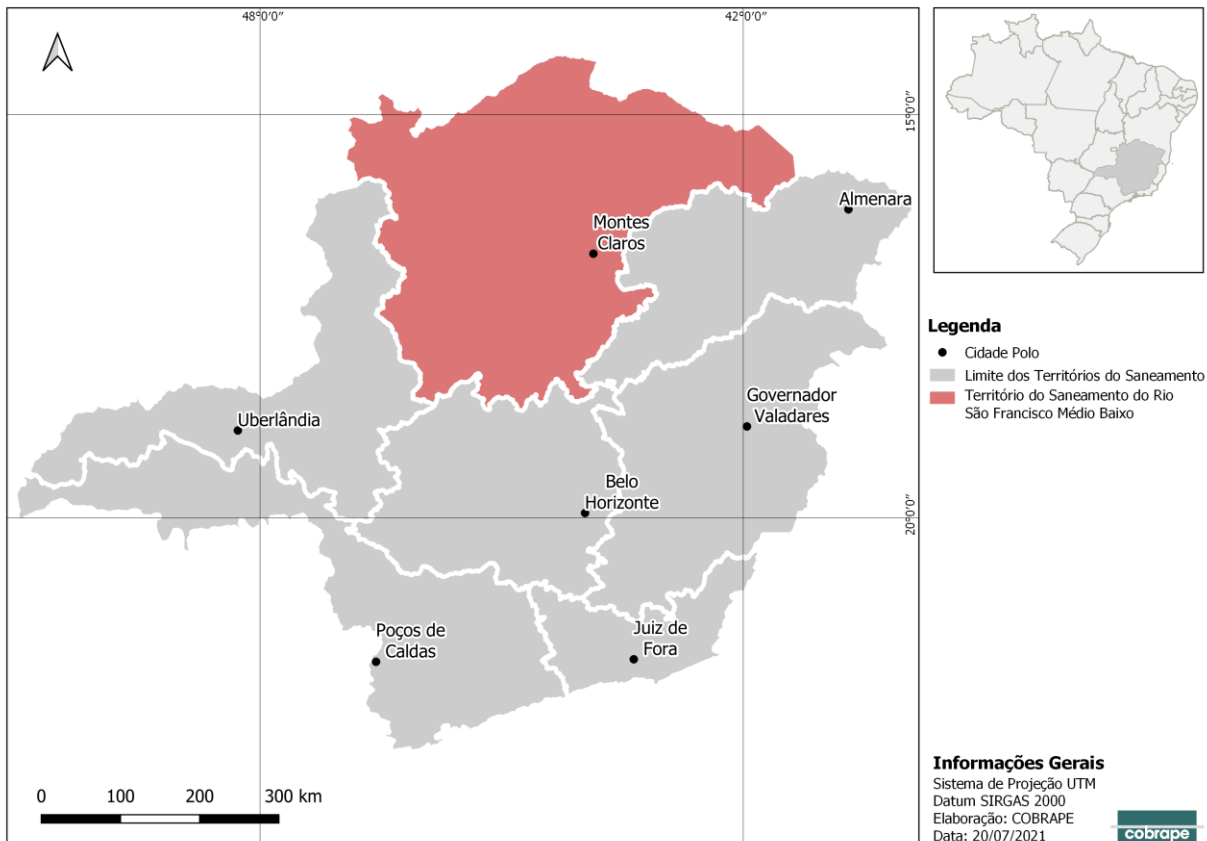 48°0'0"
42°0'0"
15°0'0"
Almenara
Montes
Claros
Uberlândia
Governador
Valadares
Belo
Horizonte
20°0'0"
Poços de
Caldas
Juiz de
Fora
0 100 200 300 km
Legenda
Cidade Polo
Limite dos Territórios do Saneamento
Território do Saneamento do Rio
São Francisco Médio Baixo
Informações Gerais
Sistema de Projeção UTM
Datum SIRGAS 2000
Elaboração: COBRAPE
Data: 20/07/2021
cobrape